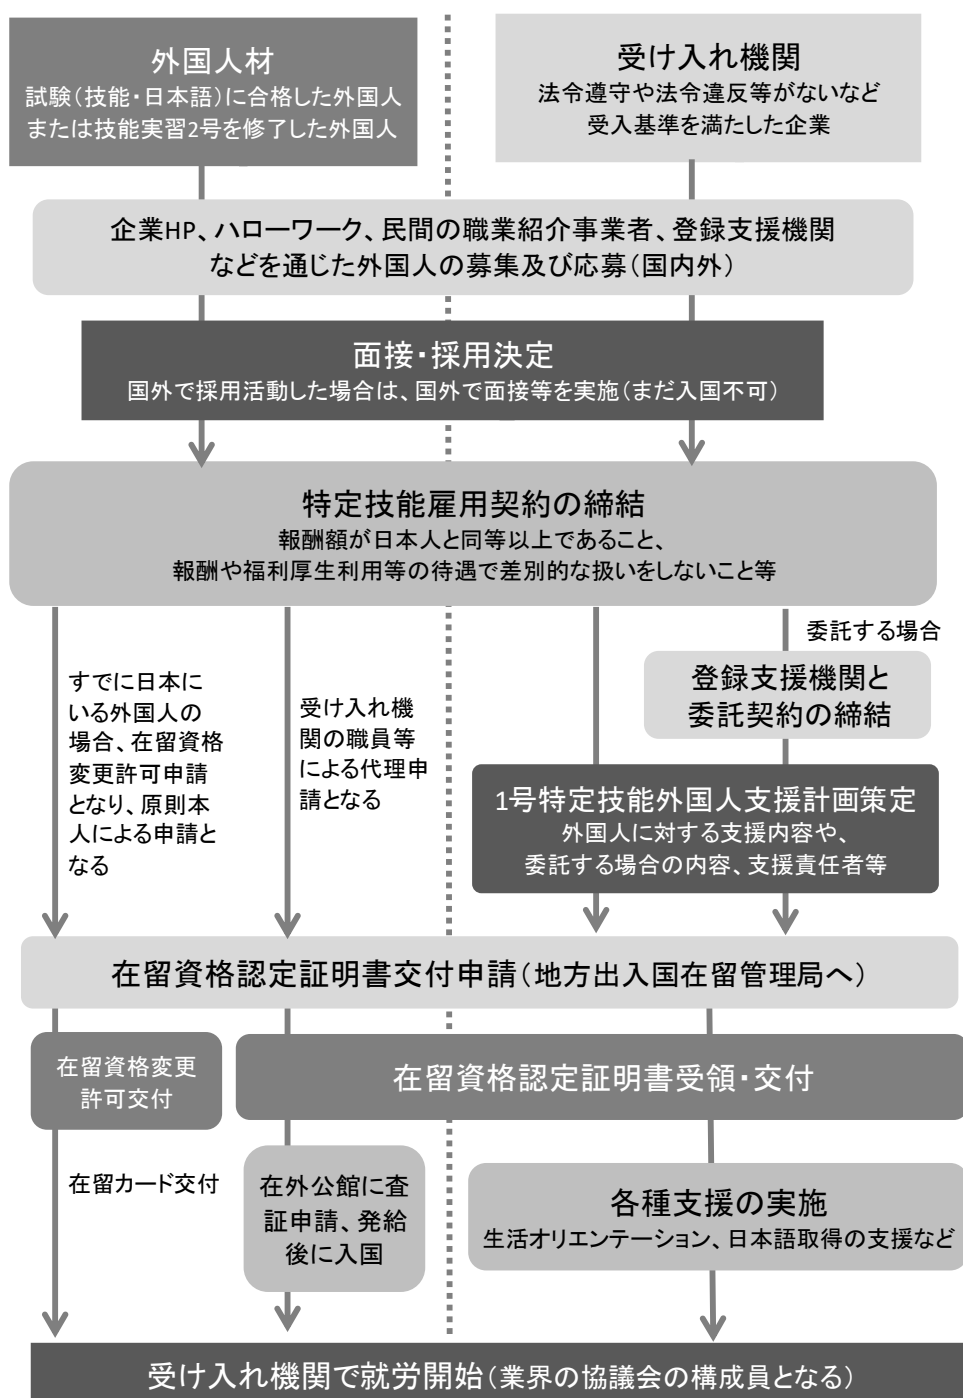 外国人材
試験（技能・日本語）に合格した外国人
または技能実習2号を修了した外国人
受け入れ機関
法令遵守や法令違反等がないなど
受入基準を満たした企業
企業HP、ハローワーク、民間の職業紹介事業者、登録支援機関
などを通じた外国人の募集及び応募（国内外）
面接・採用決定
国外で採用活動した場合は、国外で面接等を実施（まだ入国不可）
特定技能雇用契約の締結
報酬額が日本人と同等以上であること、
報酬や福利厚生利用等の待遇で差別的な扱いをしないこと等
すでに日本に
いる外国人の
場合、在留資格
変更許可申請
となり、原則本
人による申請と
なる
受け入れ機
関の職員等
による代理申
請となる
委託する場合
登録支援機関と
委託契約の締結
1号特定技能外国人支援計画策定
外国人に対する支援内容や、
委託する場合の内容、支援責任者等
在留資格認定証明書交付申請（地方出入国在留管理局へ）
在留資格変更
許可交付
在留資格認定証明書受領・交付
在留カード交付
在外公館に査
証申請、発給
後に入国
各種支援の実施
生活オリエンテーション、日本語取得の支援など
受け入れ機関で就労開始（業界の協議会の構成員となる）